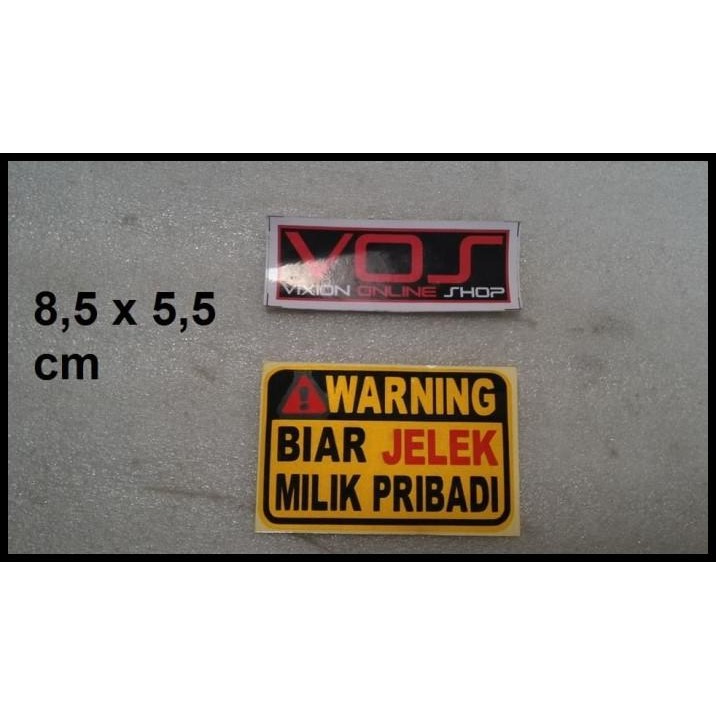 VOS
VIXION ONLINE SHOP
8,5 x 5,5
cm
WARNING
BIAR JELEK
MILIK PRIBADI